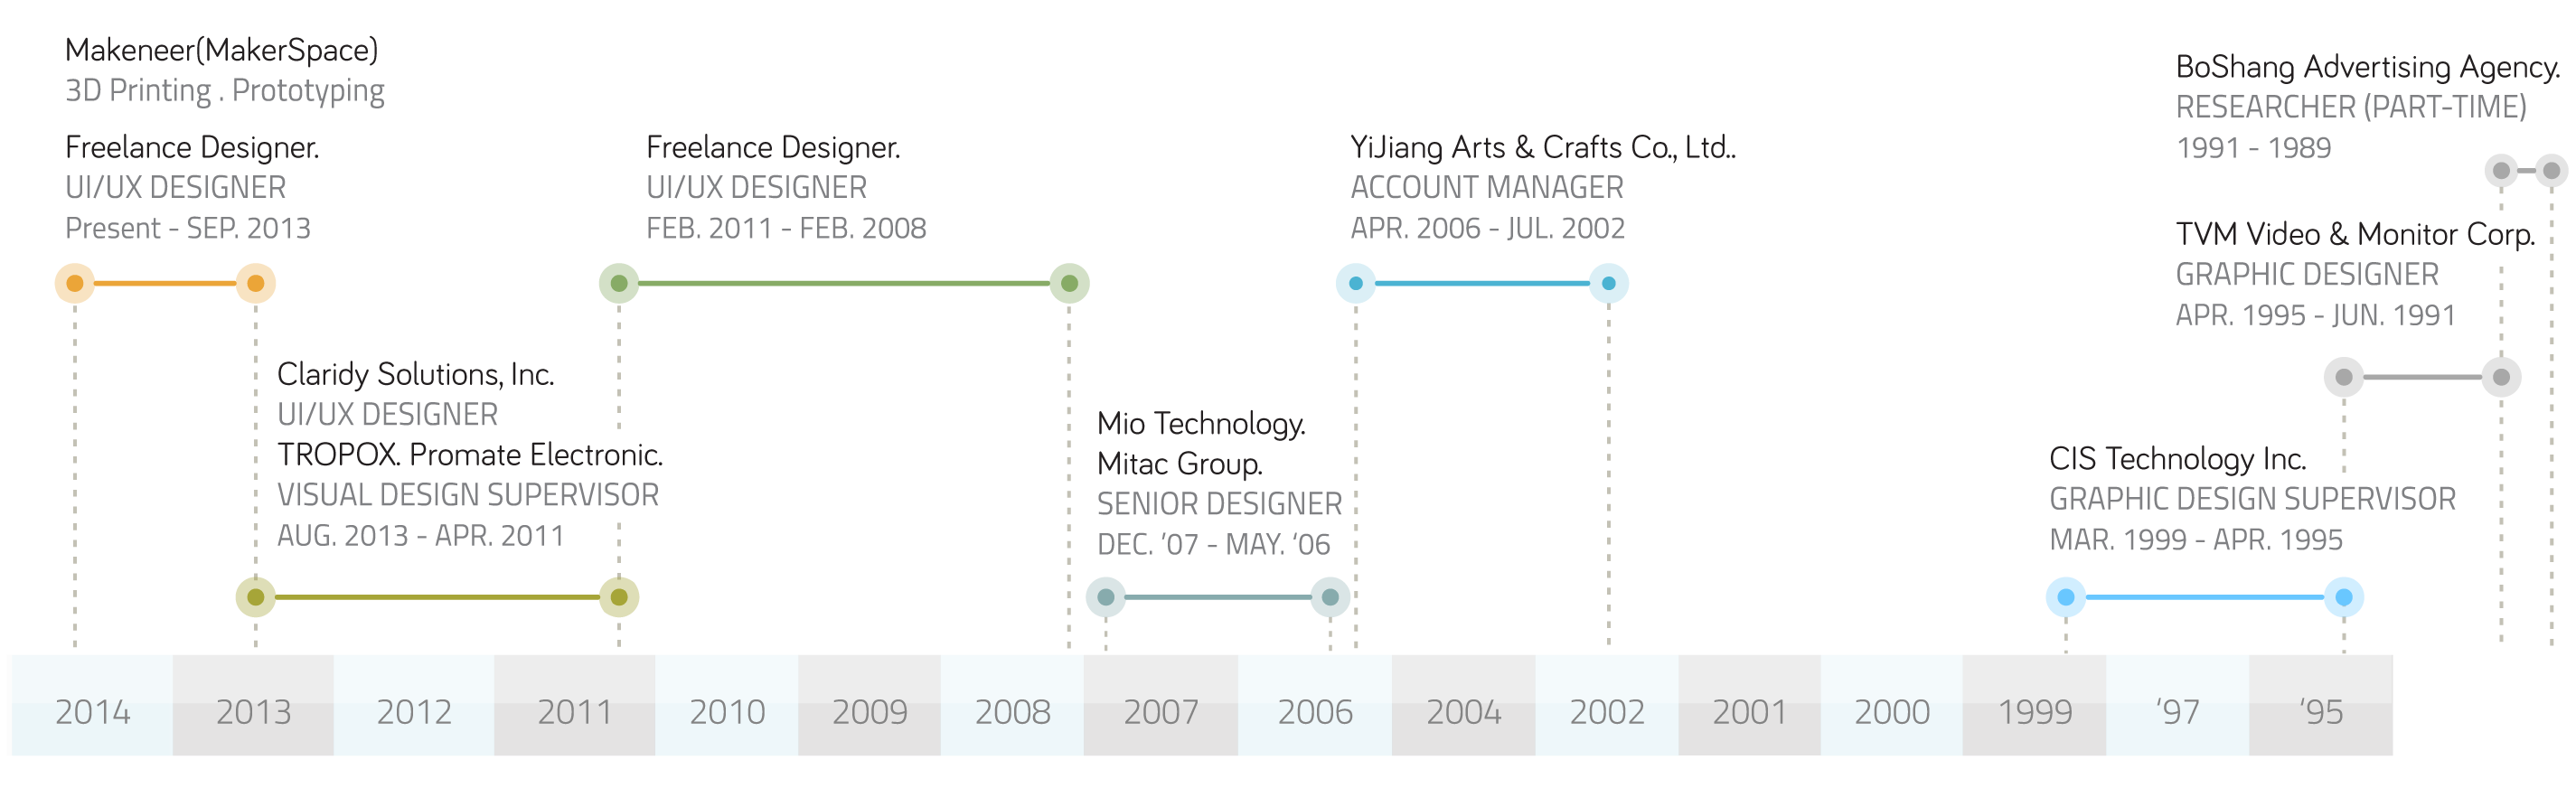 Makeneer(MakerSpace)
3D Printing . Prototyping
Freelance Designer.
UI/UX DESIGNER
Present - SEP. 2013
Claridy Solutions, Inc.
UI/UX DESIGNER
TROPOX. Promate Electronic.
VISUAL DESIGN SUPERVISOR
AUG. 2013 - APR. 2011
Freelance Designer.
UI/UX DESIGNER
FEB. 2011 - FEB. 2008
Mio Technology.
Mitac Group.
SENIOR DESIGNER
DEC. ’07 - MAY. ‘06
YiJiang Arts & Crafts Co., Ltd..
ACCOUNT MANAGER
APR. 2006 - JUL. 2002
CIS Technology Inc.
GRAPHIC DESIGN SUPERVISOR
MAR. 1999 - APR. 1995
TVM Video & Monitor Corp.
GRAPHIC DESIGNER
APR. 1995 - JUN. 1991
BoShang Advertising Agency.
RESEARCHER (PART-TIME)
1991 - 1989
2014 2013 2012 2011 2010 2009 2008 2007 2006 2004 2002 2001 2000 1999 ‘97 ‘95